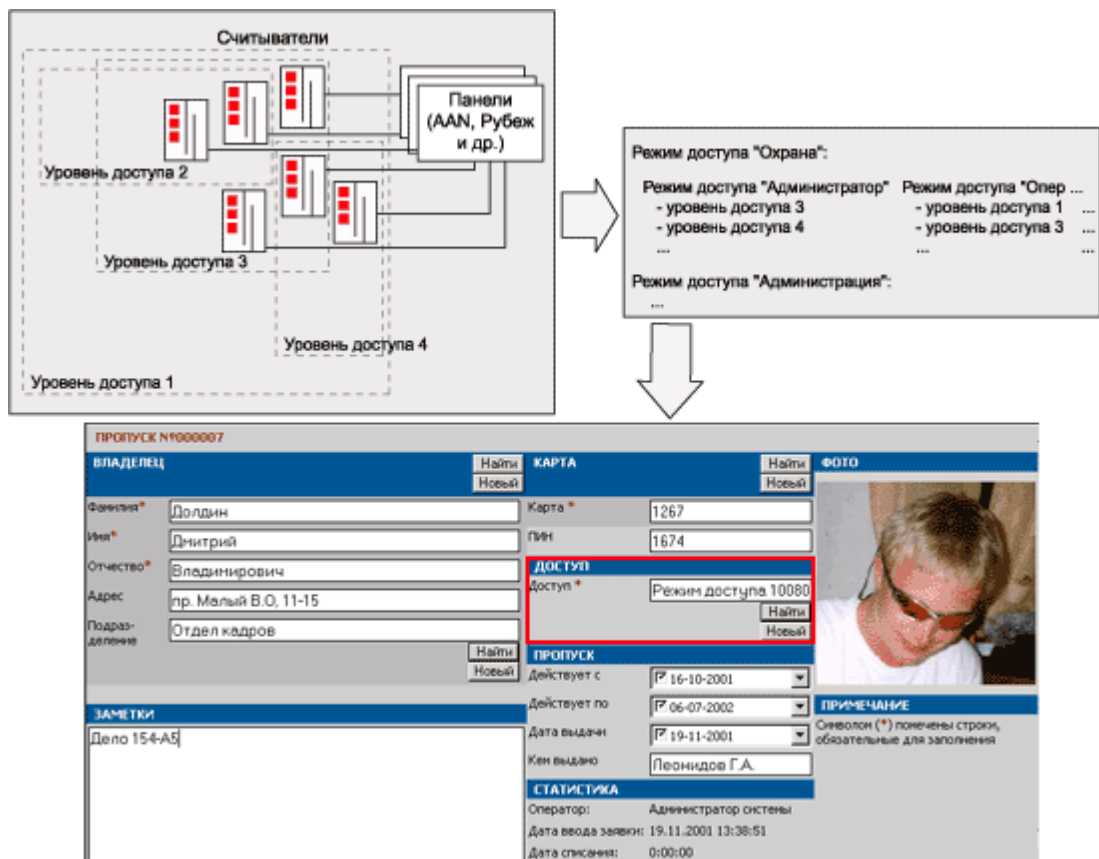 Считыватели
Панели
(AAN, Рубеж
и др.)
Уровень доступа 2
Уровень доступа 3
Уровень доступа 4
Уровень доступа 1
Режим доступа "Охрана":
Режим доступа "Администратор" Режим доступа "Опер ...
- уровень доступа 3 - уровень доступа 1 ...
- уровень доступа 4 - уровень доступа 3 ...
... ... ...
Режим доступа "Администрация":
...
ПРОПУСК №000007
ВЛАДЕЛЕЦ Найти КАРТА Найти ФОТО
Новый Новый
Фамилия* Долдин Карта * 1267
Имя* Дмитрий ПИН 1674
Отчество* Владимирович ДОСТУП
Доступ * Режим доступа 10080
Адрес пр. Малый В.О, 11-15 Найти
Подраз-
деление Отдел кадров Новый
Найти ПРОПУСК
Новый Действует с 16-10-2001
Действует по 06-07-2002 ПРИМЕЧАНИЕ
ЗАМЕТКИ Символом (*) помечены строки,
Дело 154-А5 Дата выдачи 19-11-2001 обязательные для заполнения
Кем выдано Леонидов Г.А.
СТАТИСТИКА
Оператор: Администратор системы
Дата ввода заявки: 19.11.2001 13:38:51
Дата списания: 0:00:00